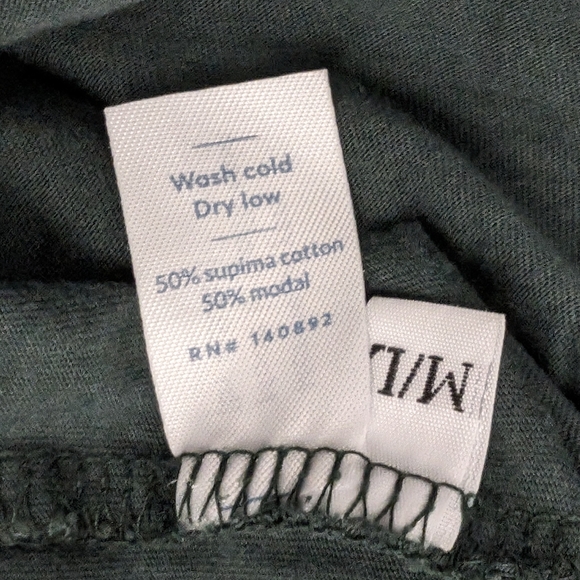 Wash cold
Dry low
50% supima cotton
50% modal
RN# 140892
M/L